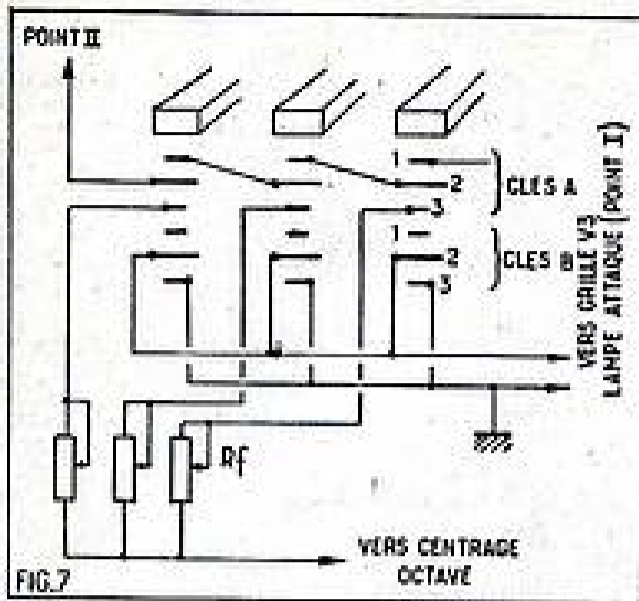 POINT II
1
2
3
CLES A
1
2
3
CLES B
VERS GRILLE V3
LAMPE ATTAQUE (POINT I)
Rf
VERS CENTRAGE
OCTAVE
FIG.7